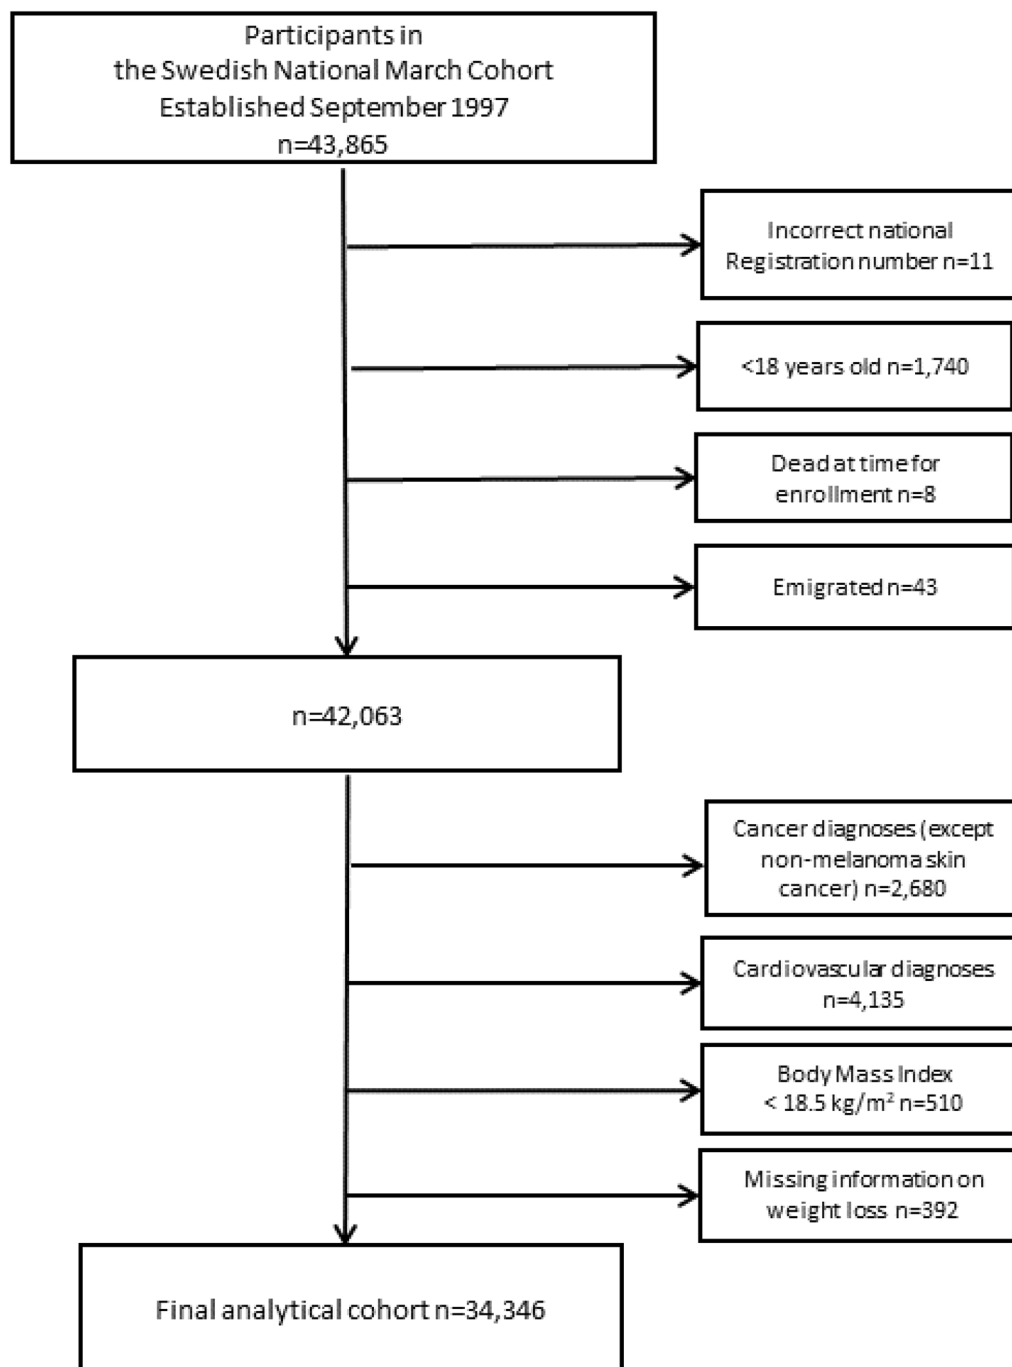 Participants in
the Swedish National March Cohort
Established September 1997
n=43,865
Incorrect national
Registration number n=11
<18 years old n=1,740
Dead at time for
enrollment n=8
Emigrated n=43
n=42,063
Cancer diagnoses (except
non-melanoma skin
cancer) n=2,680
Cardiovascular diagnoses
n=4,135
Body Mass Index
< 18.5 kg/m² n=510
Missing information on
weight loss n=392
Final analytical cohort n=34,346